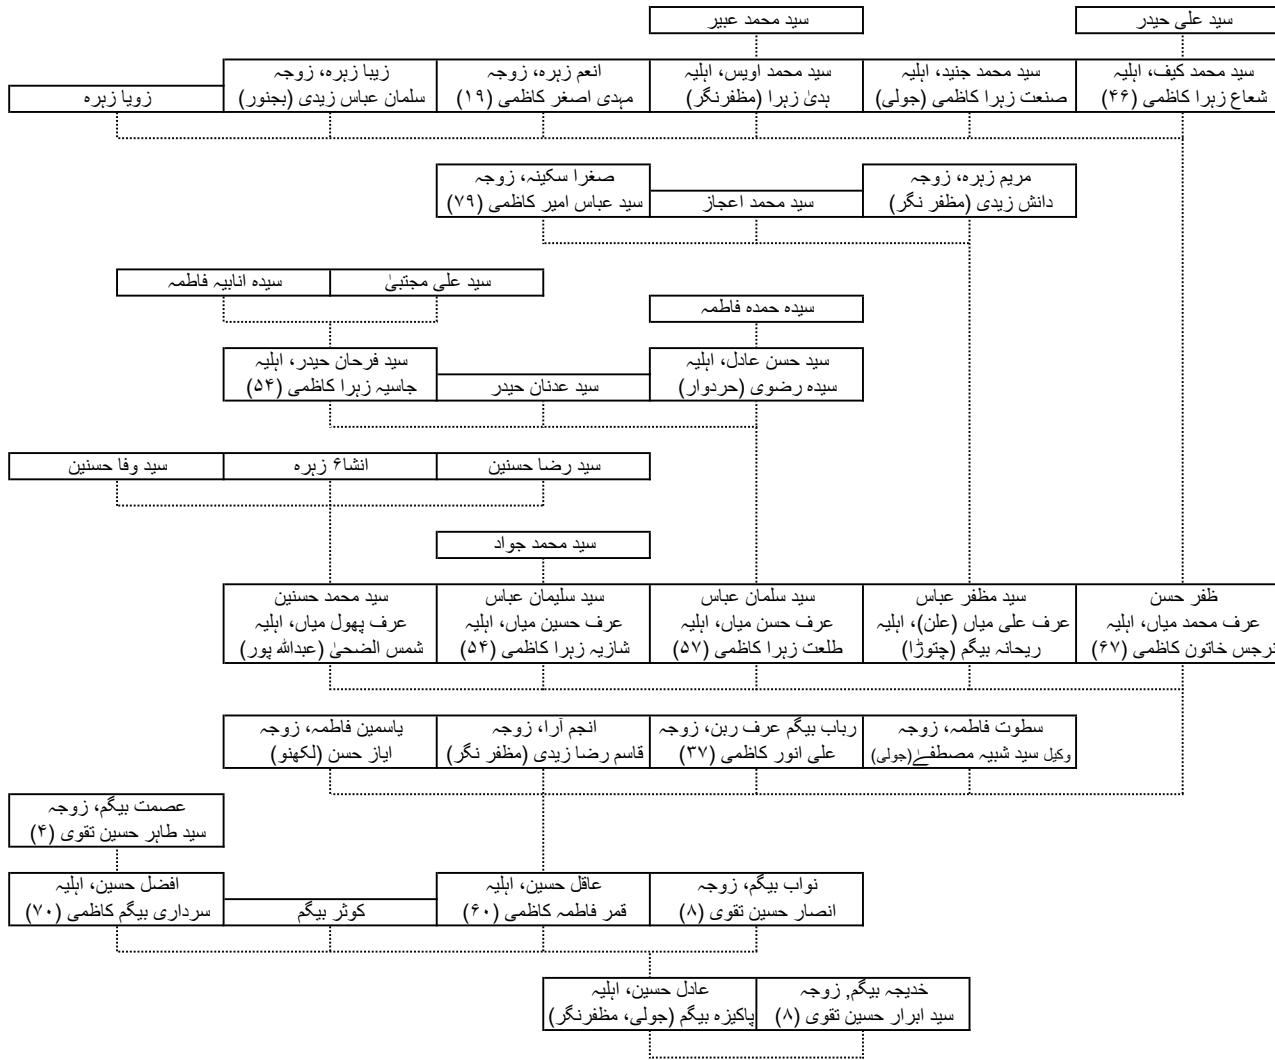 سید علی حیدر
سید محمد عبیر
سید محمد کیف، اہلیہ
شعاع زہرا کاظمی (۴۶)
سید محمد جنید، اہلیہ
صنعت زہرا کاظمی (جولی)
سید محمد اویس، اہلیہ
ہدیٰ زہرا (مظفرنگر)
انعم زہرہ، زوجہ
مہدی اصغر کاظمی (۱۹)
زیبا زہرہ، زوجہ
سلمان عباس زیدی (بجنور)
زویا زہرہ
مریم زہرہ، زوجہ
دانش زیدی (مظفر نگر)
سید محمد اعجاز
صغرا سکینہ، زوجہ
سید عباس امیر کاظمی (۷۹)
سید علی مجتبیٰ
سیدہ انابیہ فاطمہ
سیدہ حمدہ فاطمہ
سید حسن عادل، اہلیہ
سیدہ رضوی (حردوار)
سید عدنان حیدر
سید فرحان حیدر، اہلیہ
جاسیہ زہرا کاظمی (۵۴)
سید رضا حسنین
انشاۂ زہرہ
سید وفا حسنین
سید محمد جواد
ظفر حسن
عرف محمد میاں، اہلیہ
نرجس خاتون کاظمی (۶۷)
سید مظفر عباس
عرف علی میاں (علن)، اہلیہ
ریحانہ بیگم (چتوڑا)
سید سلمان عباس
عرف حسن میاں، اہلیہ
طلعت زہرا کاظمی (۵۷)
سید سلیمان عباس
عرف حسین میاں، اہلیہ
شازیہ زہرا کاظمی (۵۴)
سید محمد حسنین
عرف پھول میاں، اہلیہ
شمس الضحیٰ (عبداللہ پور)
سطوت فاطمہ، زوجہ
وکیل سید شبیہ مصطفےٰ (جولی)
رباب بیگم عرف ربن، زوجہ
علی انور کاظمی (۳۷)
انجم آرا، زوجہ
قاسم رضا زیدی (مظفر نگر)
یاسمین فاطمہ، زوجہ
ایاز حسن (لکھنو)
عصمت بیگم، زوجہ
سید طاہر حسین تقوی (۴)
نواب بیگم، زوجہ
انصار حسین تقوی (۸)
عاقل حسین، اہلیہ
قمر فاطمہ کاظمی (۶۰)
کوثر بیگم
افضل حسین، اہلیہ
سرداری بیگم کاظمی (۷۰)
خدیجہ بیگم, زوجہ
سید ابرار حسین تقوی (۸)
عادل حسین، اہلیہ
پاکیزہ بیگم (جولی، مظفرنگر)